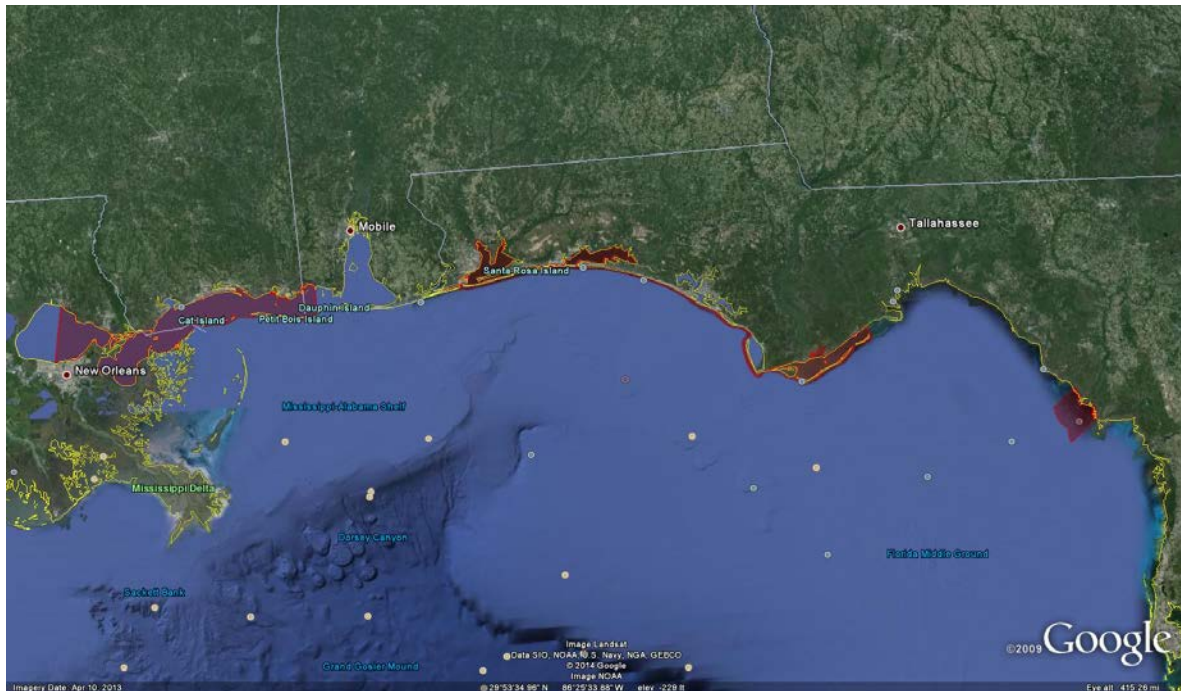 Mobile
Tallahassee
Santa Rosa Island
Dauphin Island
Cat Island
Petit Bois Island
New Orleans
Mississippi-Alabama Shelf
Mississippi Delta
Dorsey Canyon
Florida Middle Ground
Sackett Bank
Grand Gosier Mound
Image Landsat
Data SIO, NOAA, U.S. Navy, NGA, GEBCO
© 2014 Google
Image NOAA
©2009 Google
Imagery Date: Apr 10, 2013
29°53'34.96" N 86°25'33.88" W elev -229 ft
Eye alt 415.26 mi